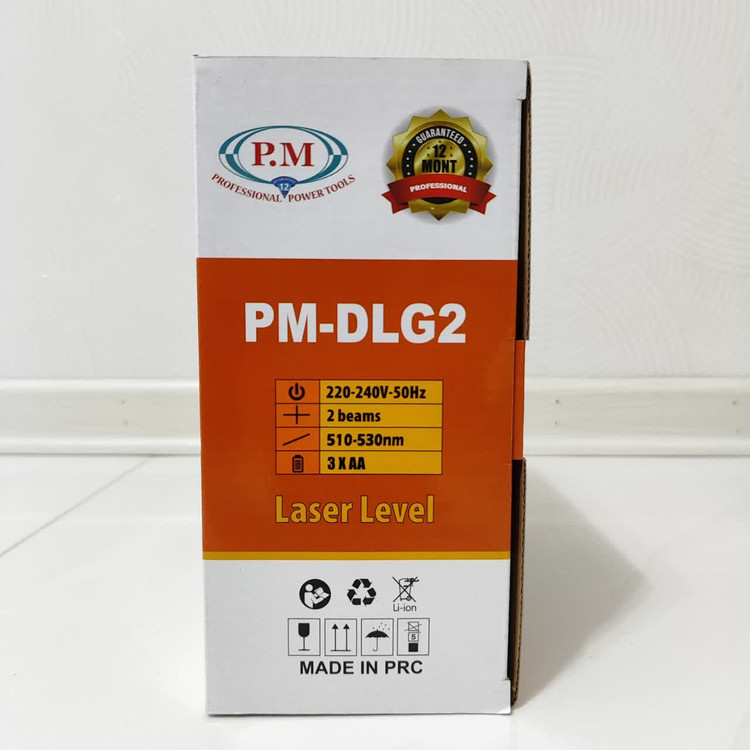 P.M
PROFESSIONAL POWER TOOLS
12
GUARANTEED
12
MONT
PROFESSIONAL
PM-DLG2
220-240V-50Hz
2 beams
510-530nm
3 X AA
Laser Level
Li-ion
5
MADE IN PRC